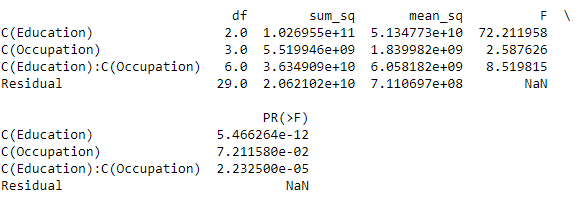 df sum_sq mean_sq F \
C(Education) 2.0 1.026955e+11 5.134773e+10 72.211958
C(Occupation) 3.0 5.519946e+09 1.839982e+09 2.587626
C(Education):C(Occupation) 6.0 3.634909e+10 6.058182e+09 8.519815
Residual 29.0 2.062102e+10 7.110697e+08 NaN
PR(>F)
C(Education) 5.466264e-12
C(Occupation) 7.211580e-02
C(Education):C(Occupation) 2.232500e-05
Residual NaN